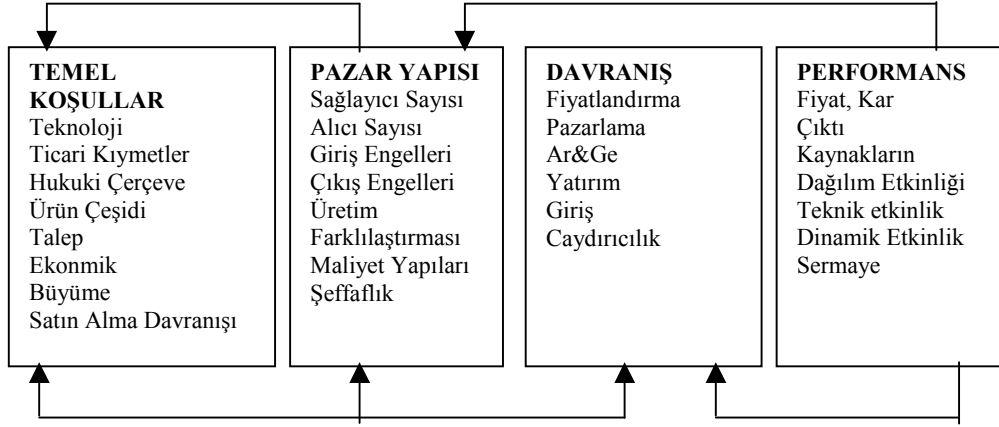 TEMEL
KOŞULLAR
Teknoloji
Ticari Kıymetler
Hukuki Çerçeve
Ürün Çeşidi
Talep
Ekonmik
Büyüme
Satın Alma Davranışı
PAZAR YAPISI
Sağlayıcı Sayısı
Alıcı Sayısı
Giriş Engelleri
Çıkış Engelleri
Üretim
Farklılaştırması
Maliyet Yapıları
Şeffaflık
DAVRANIŞ
Fiyatlandırma
Pazarlama
Ar&Ge
Yatırım
Giriş
Caydırıcılık
PERFORMANS
Fiyat, Kar
Çıktı
Kaynakların
Dağılım Etkinliği
Teknik etkinlik
Dinamik Etkinlik
Sermaye